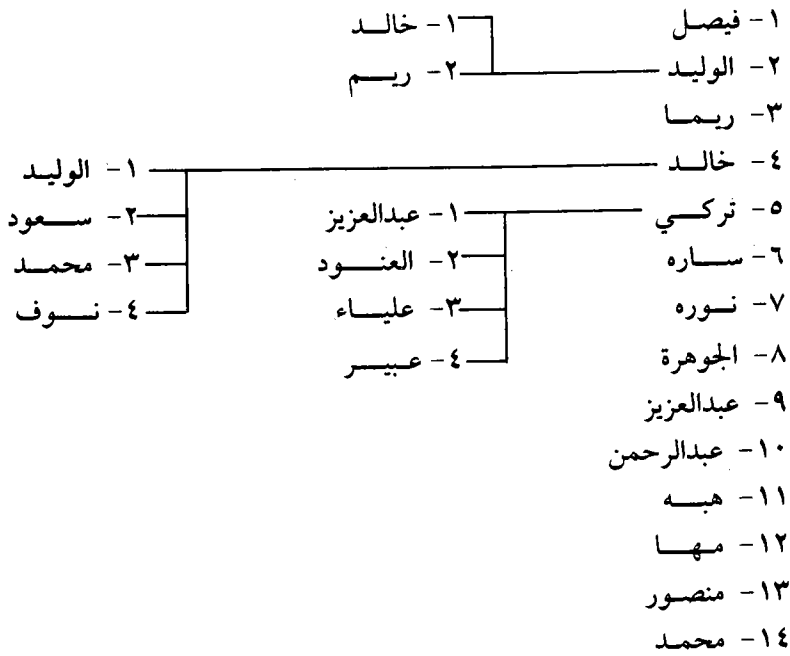 ١- فيصل
٢- الوليد
١- خالد
٢- ريم
٣- ريما
٤- خالد
١- الوليد
٢- سعود
٣- محمد
٤- نوف
٥- تركي
١- عبدالعزيز
٢- العنود
٣- علياء
٤- عبير
٦- ساره
٧- نوره
٨- الجوهرة
٩- عبدالعزيز
١٠- عبدالرحمن
١١- هبه
١٢- مها
١٣- منصور
١٤- محمد